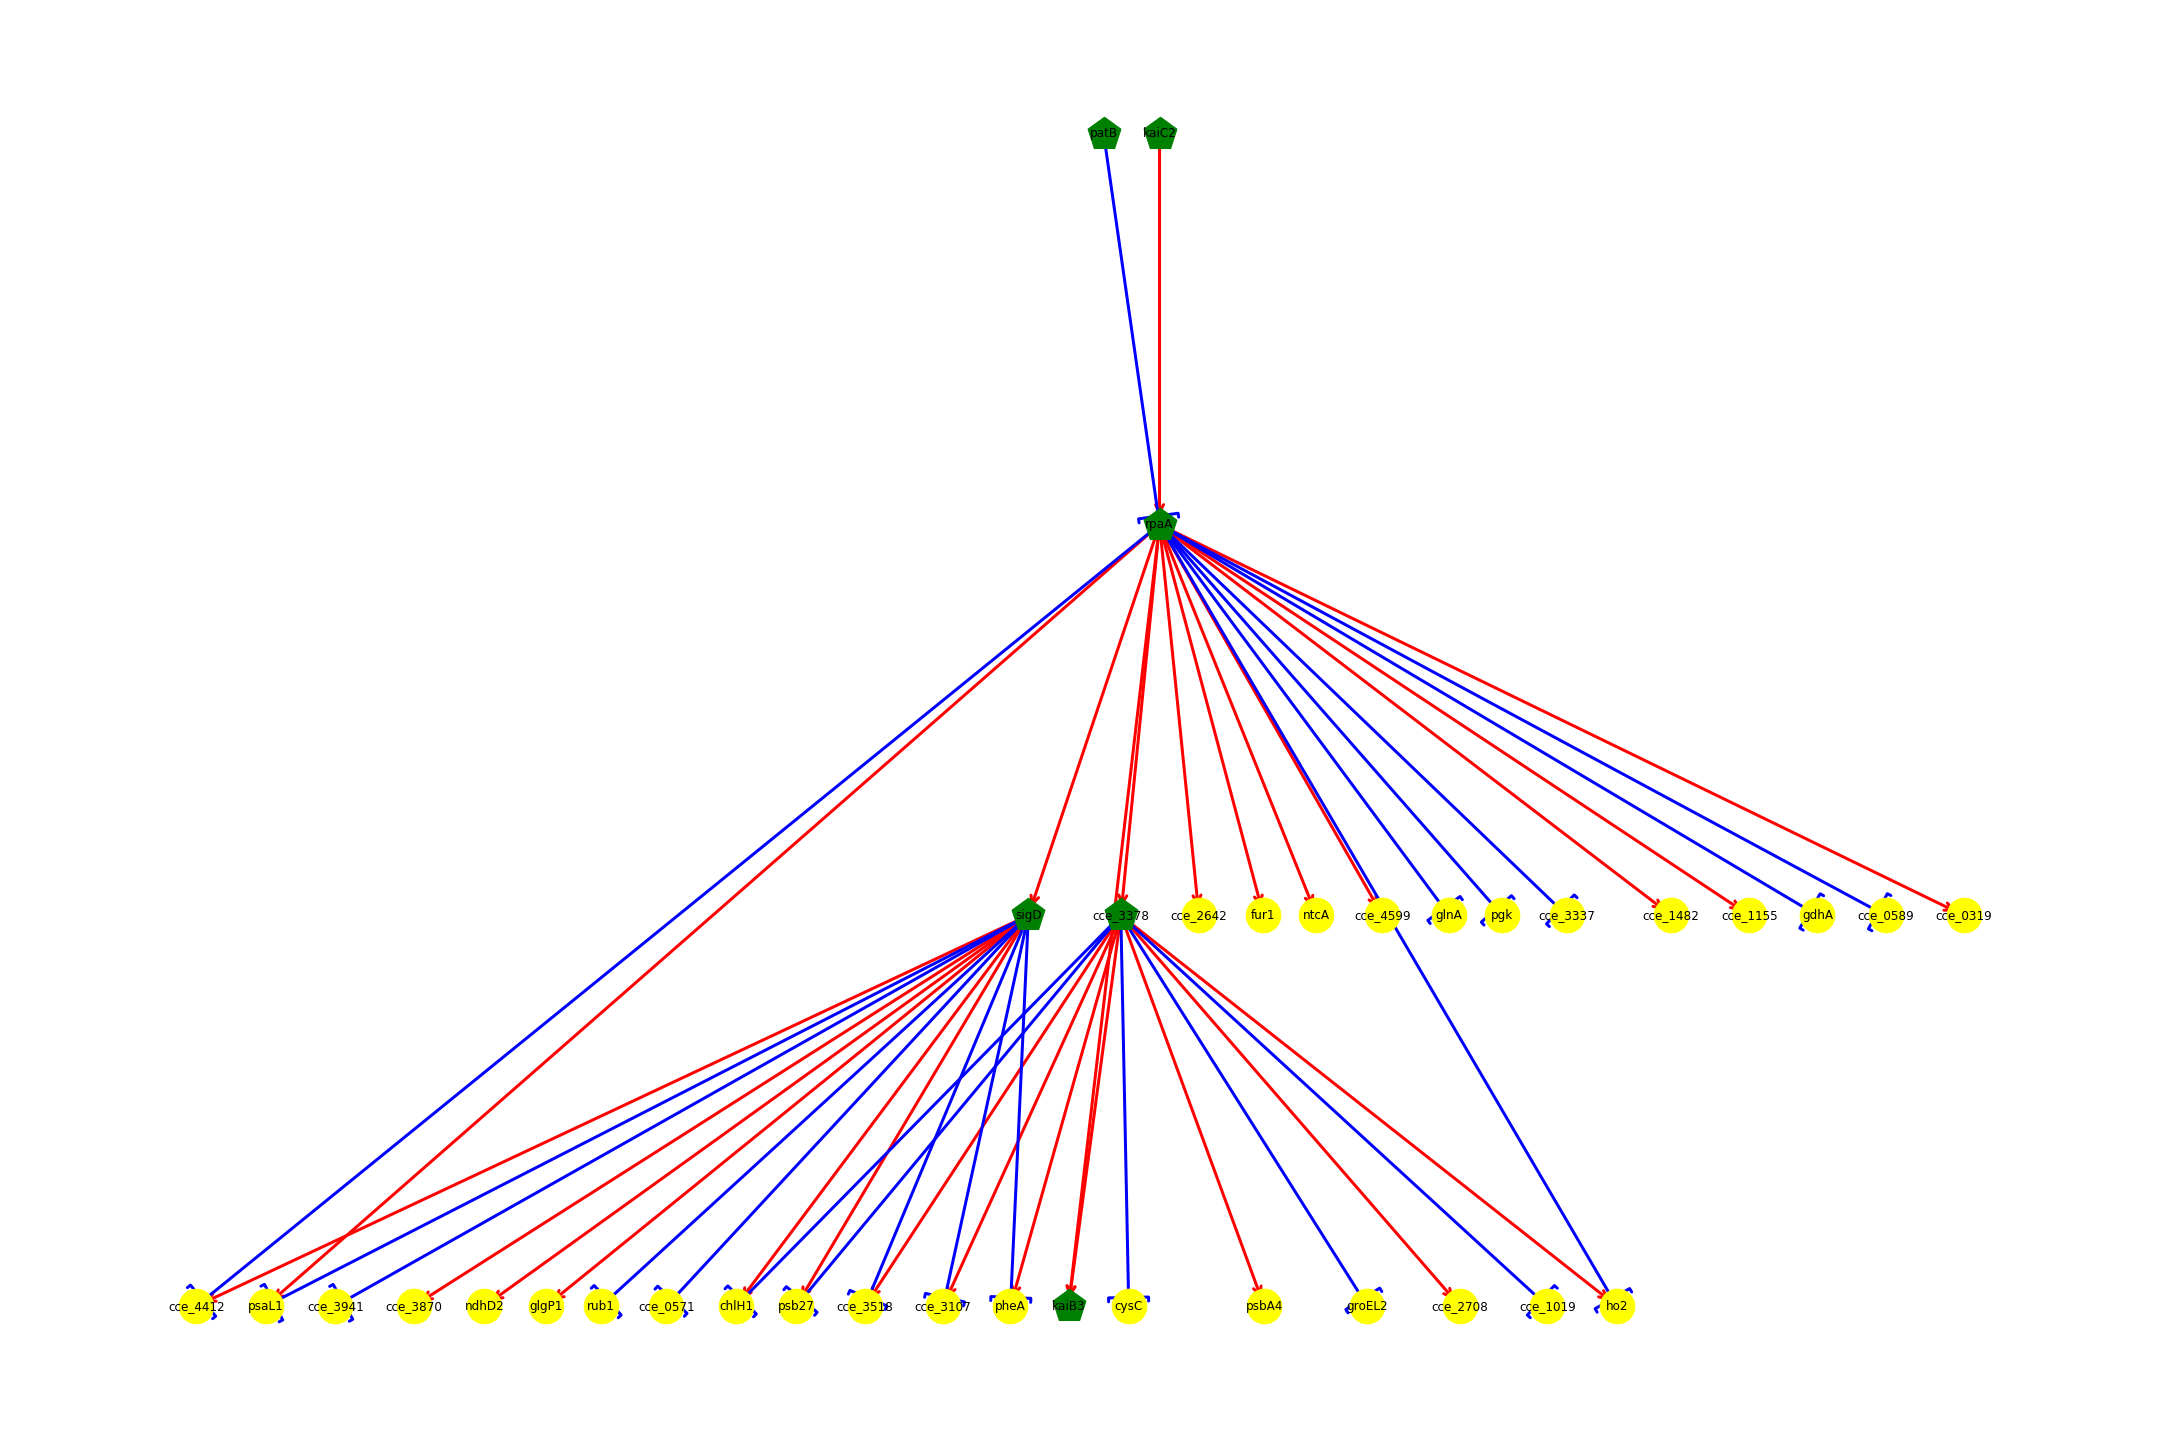 patB kaiC2
rpaA
sigD cce_3378 cce_2642 fur1 ntcA cce_4599 glnA pgk cce_3337 cce_1482 cce_1155 gdhA cce_0589 cce_0319
cce_4412 psaL1 cce_3941 cce_3870 ndhD2 glgP1 rub1 cce_0571 chlH1 psb27 cce_3518 cce_3107 pheA kaiB3 cysC psbA4 groEL2 cce_2708 cce_1019 ho2